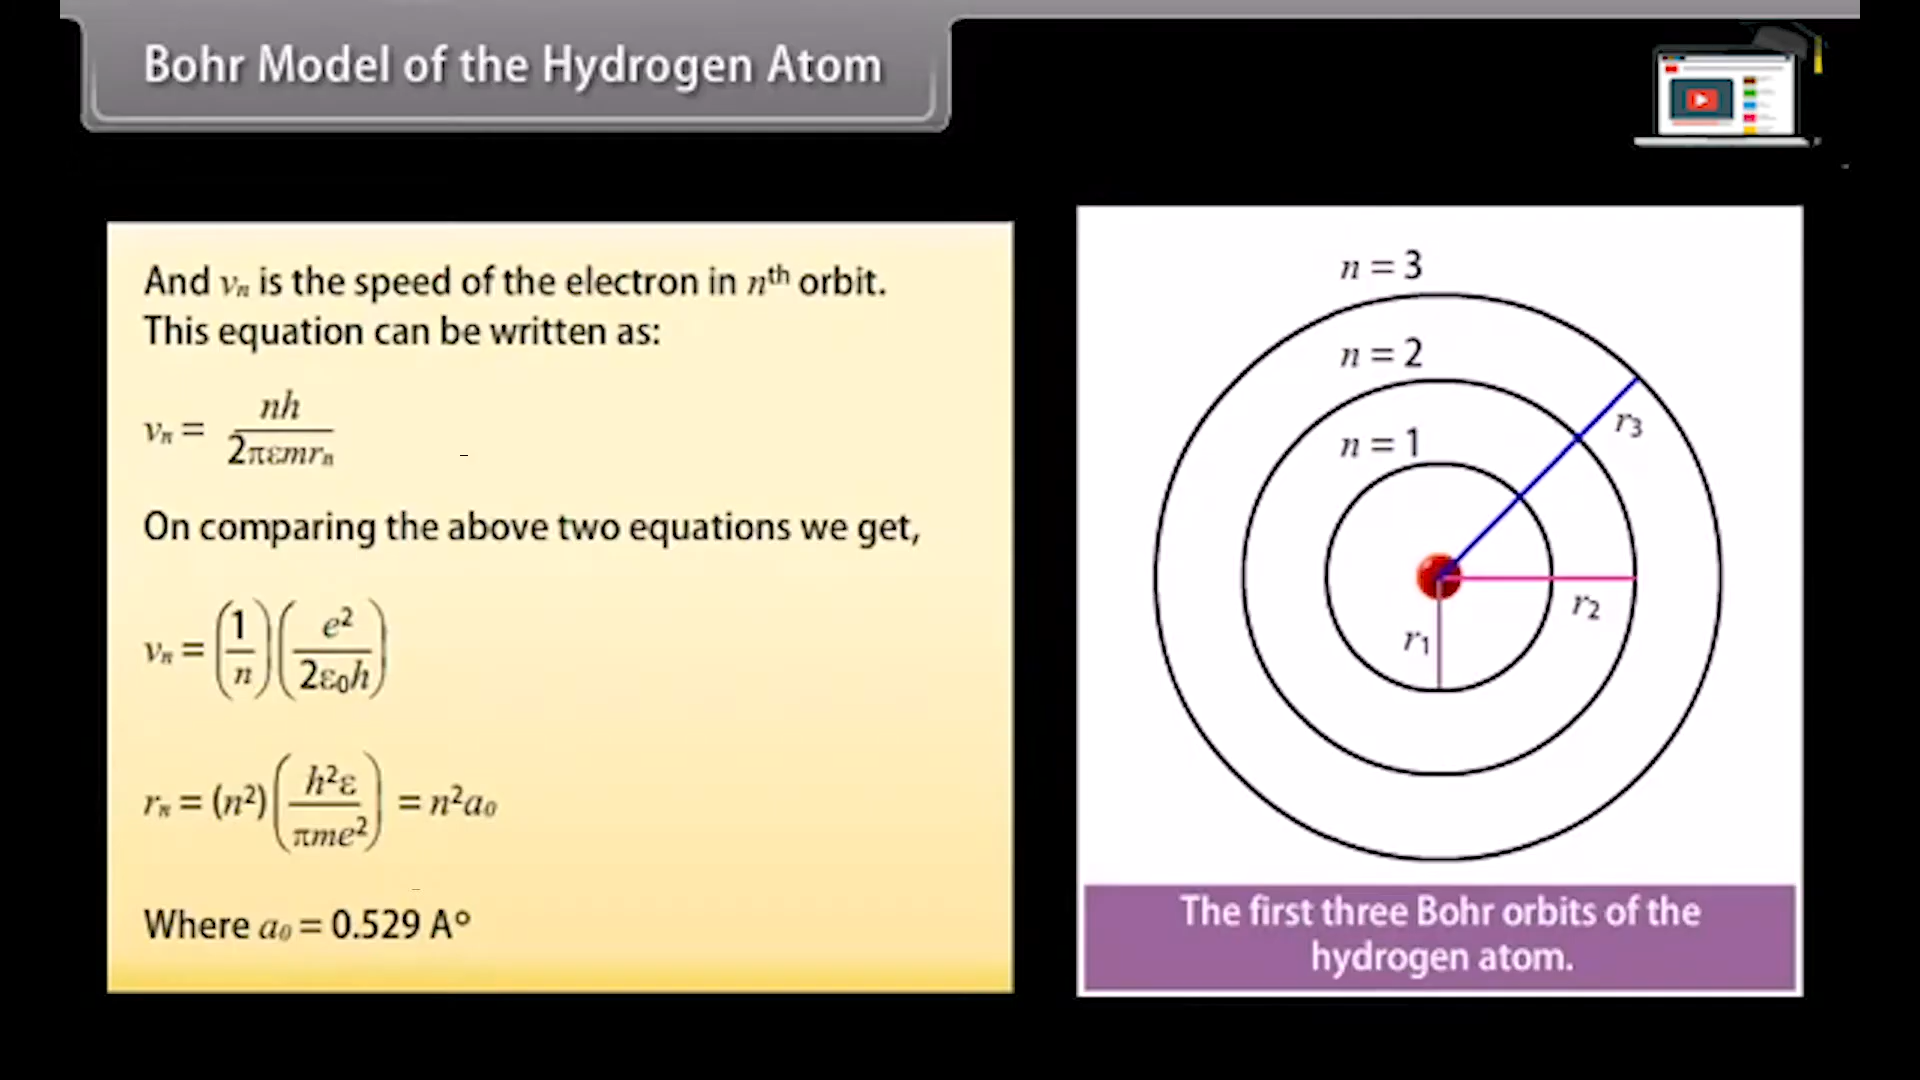 Bohr Model of the Hydrogen Atom
And vₙ is the speed of the electron in nᵗʰ orbit.
This equation can be written as:
vₙ = nh / 2πεmrₙ
On comparing the above two equations we get,
vₙ = (1/n) (e²/2ε₀h)
rₙ = (n²) (h²ε/πme²) = n²a₀
Where a₀ = 0.529 A°
n = 3
n = 2
n = 1
r₃
r₂
r₁
The first three Bohr orbits of the
hydrogen atom.